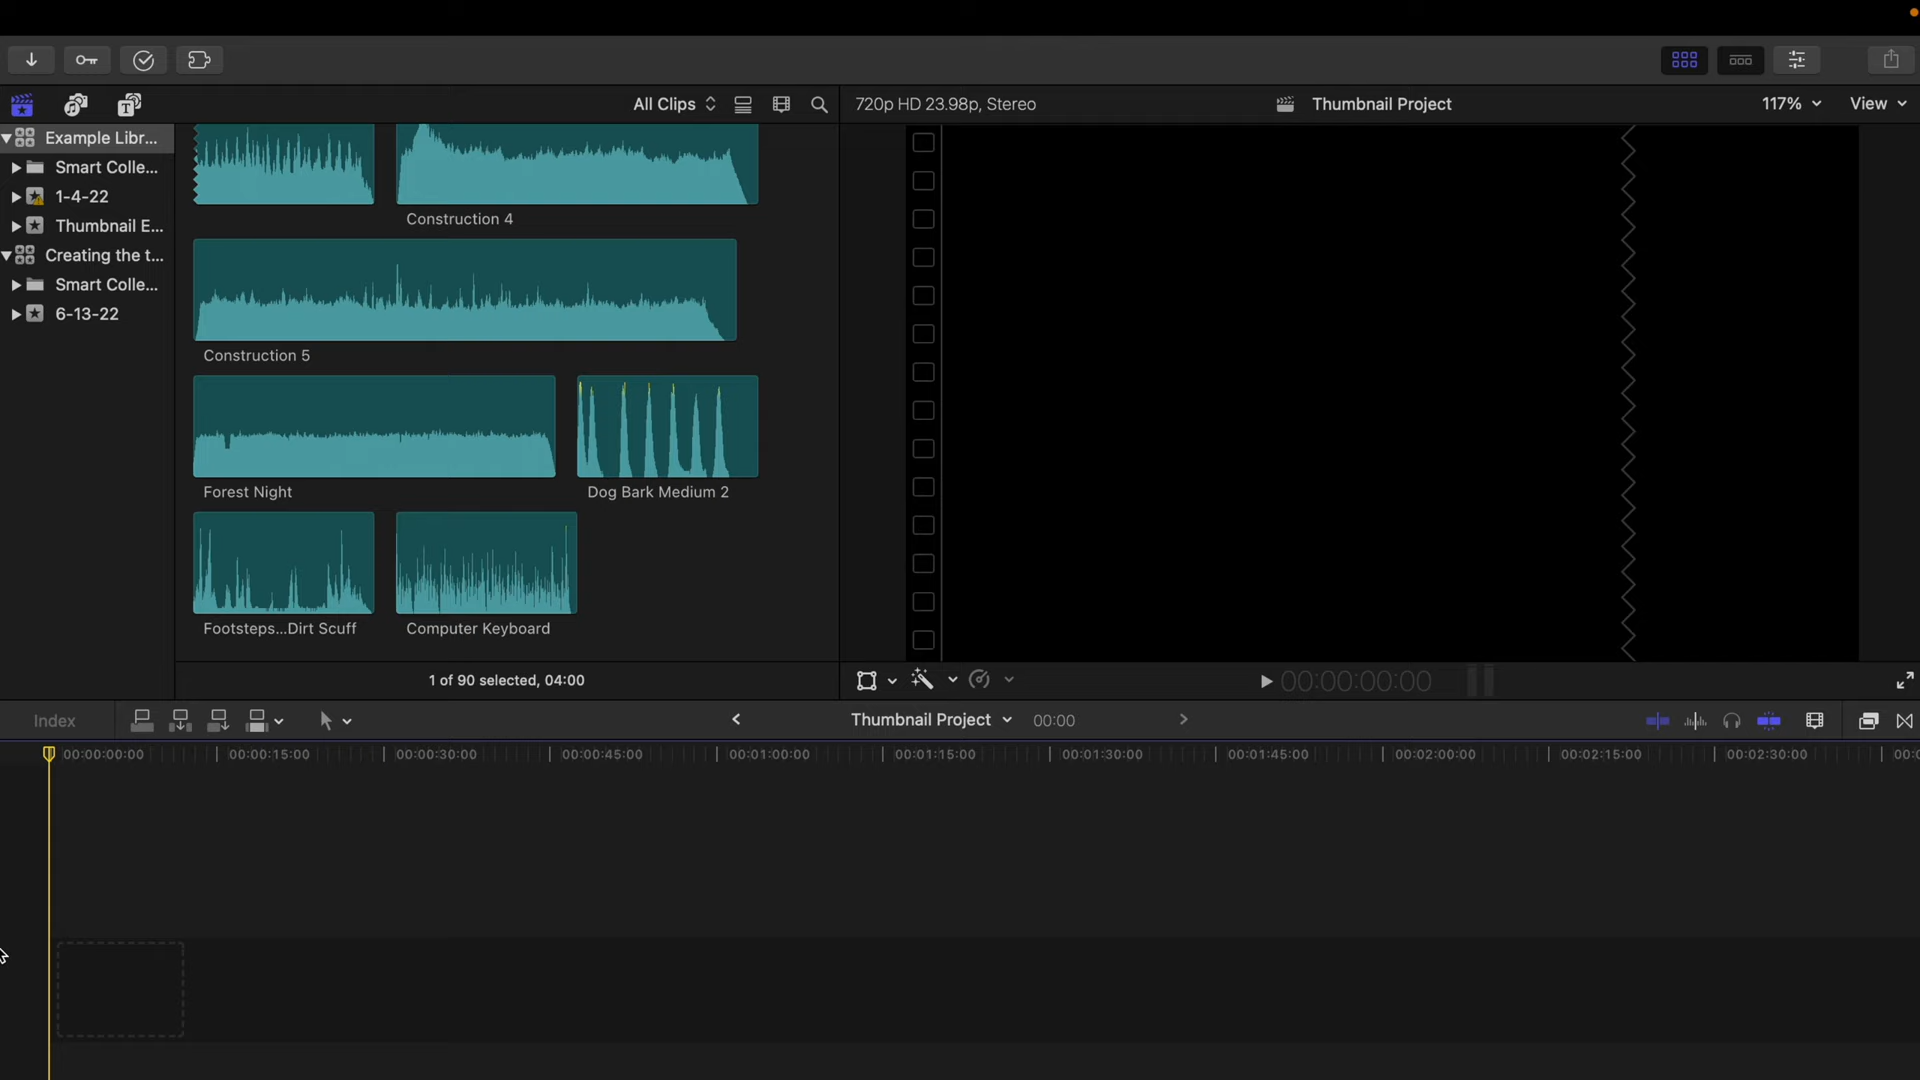 All Clips
720p HD 23.98p, Stereo
Thumbnail Project
117%
View
Example Libr...
Smart Colle...
1-4-22
Thumbnail E...
Creating the t...
Smart Colle...
6-13-22
Construction 4
Construction 5
Forest Night
Dog Bark Medium 2
Footsteps...Dirt Scuff
Computer Keyboard
1 of 90 selected, 04:00
00:00:00:00
Index
Thumbnail Project
00:00
00:00:00:00
00:00:15:00
00:00:30:00
00:00:45:00
00:01:00:00
00:01:15:00
00:01:30:00
00:01:45:00
00:02:00:00
00:02:15:00
00:02:30:00